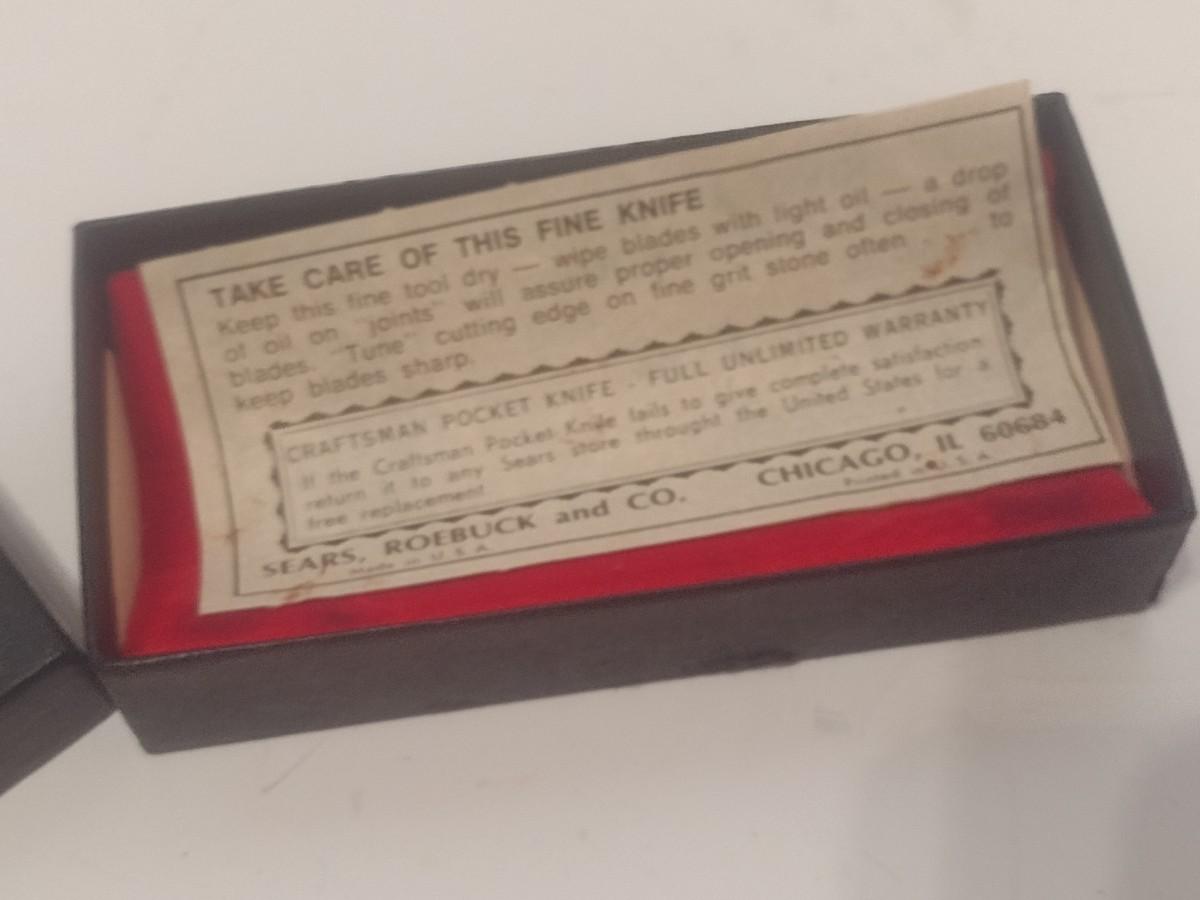 TAKE CARE OF THIS FINE KNIFE
Keep this fine tool dry — wipe blades with light oil — a drop
of oil on "joints" will assure proper opening and closing of
blades. "Tune" cutting edge on fine grit stone often to
keep blades sharp.
CRAFTSMAN POCKET KNIFE - FULL UNLIMITED WARRANTY
If the Craftsman Pocket Knife fails to give complete satisfaction
return it to any Sears store throught the United States for a
free replacement
SEARS, ROEBUCK and CO. CHICAGO, IL 60684
Made in U.S.A. Printed in U.S.A.